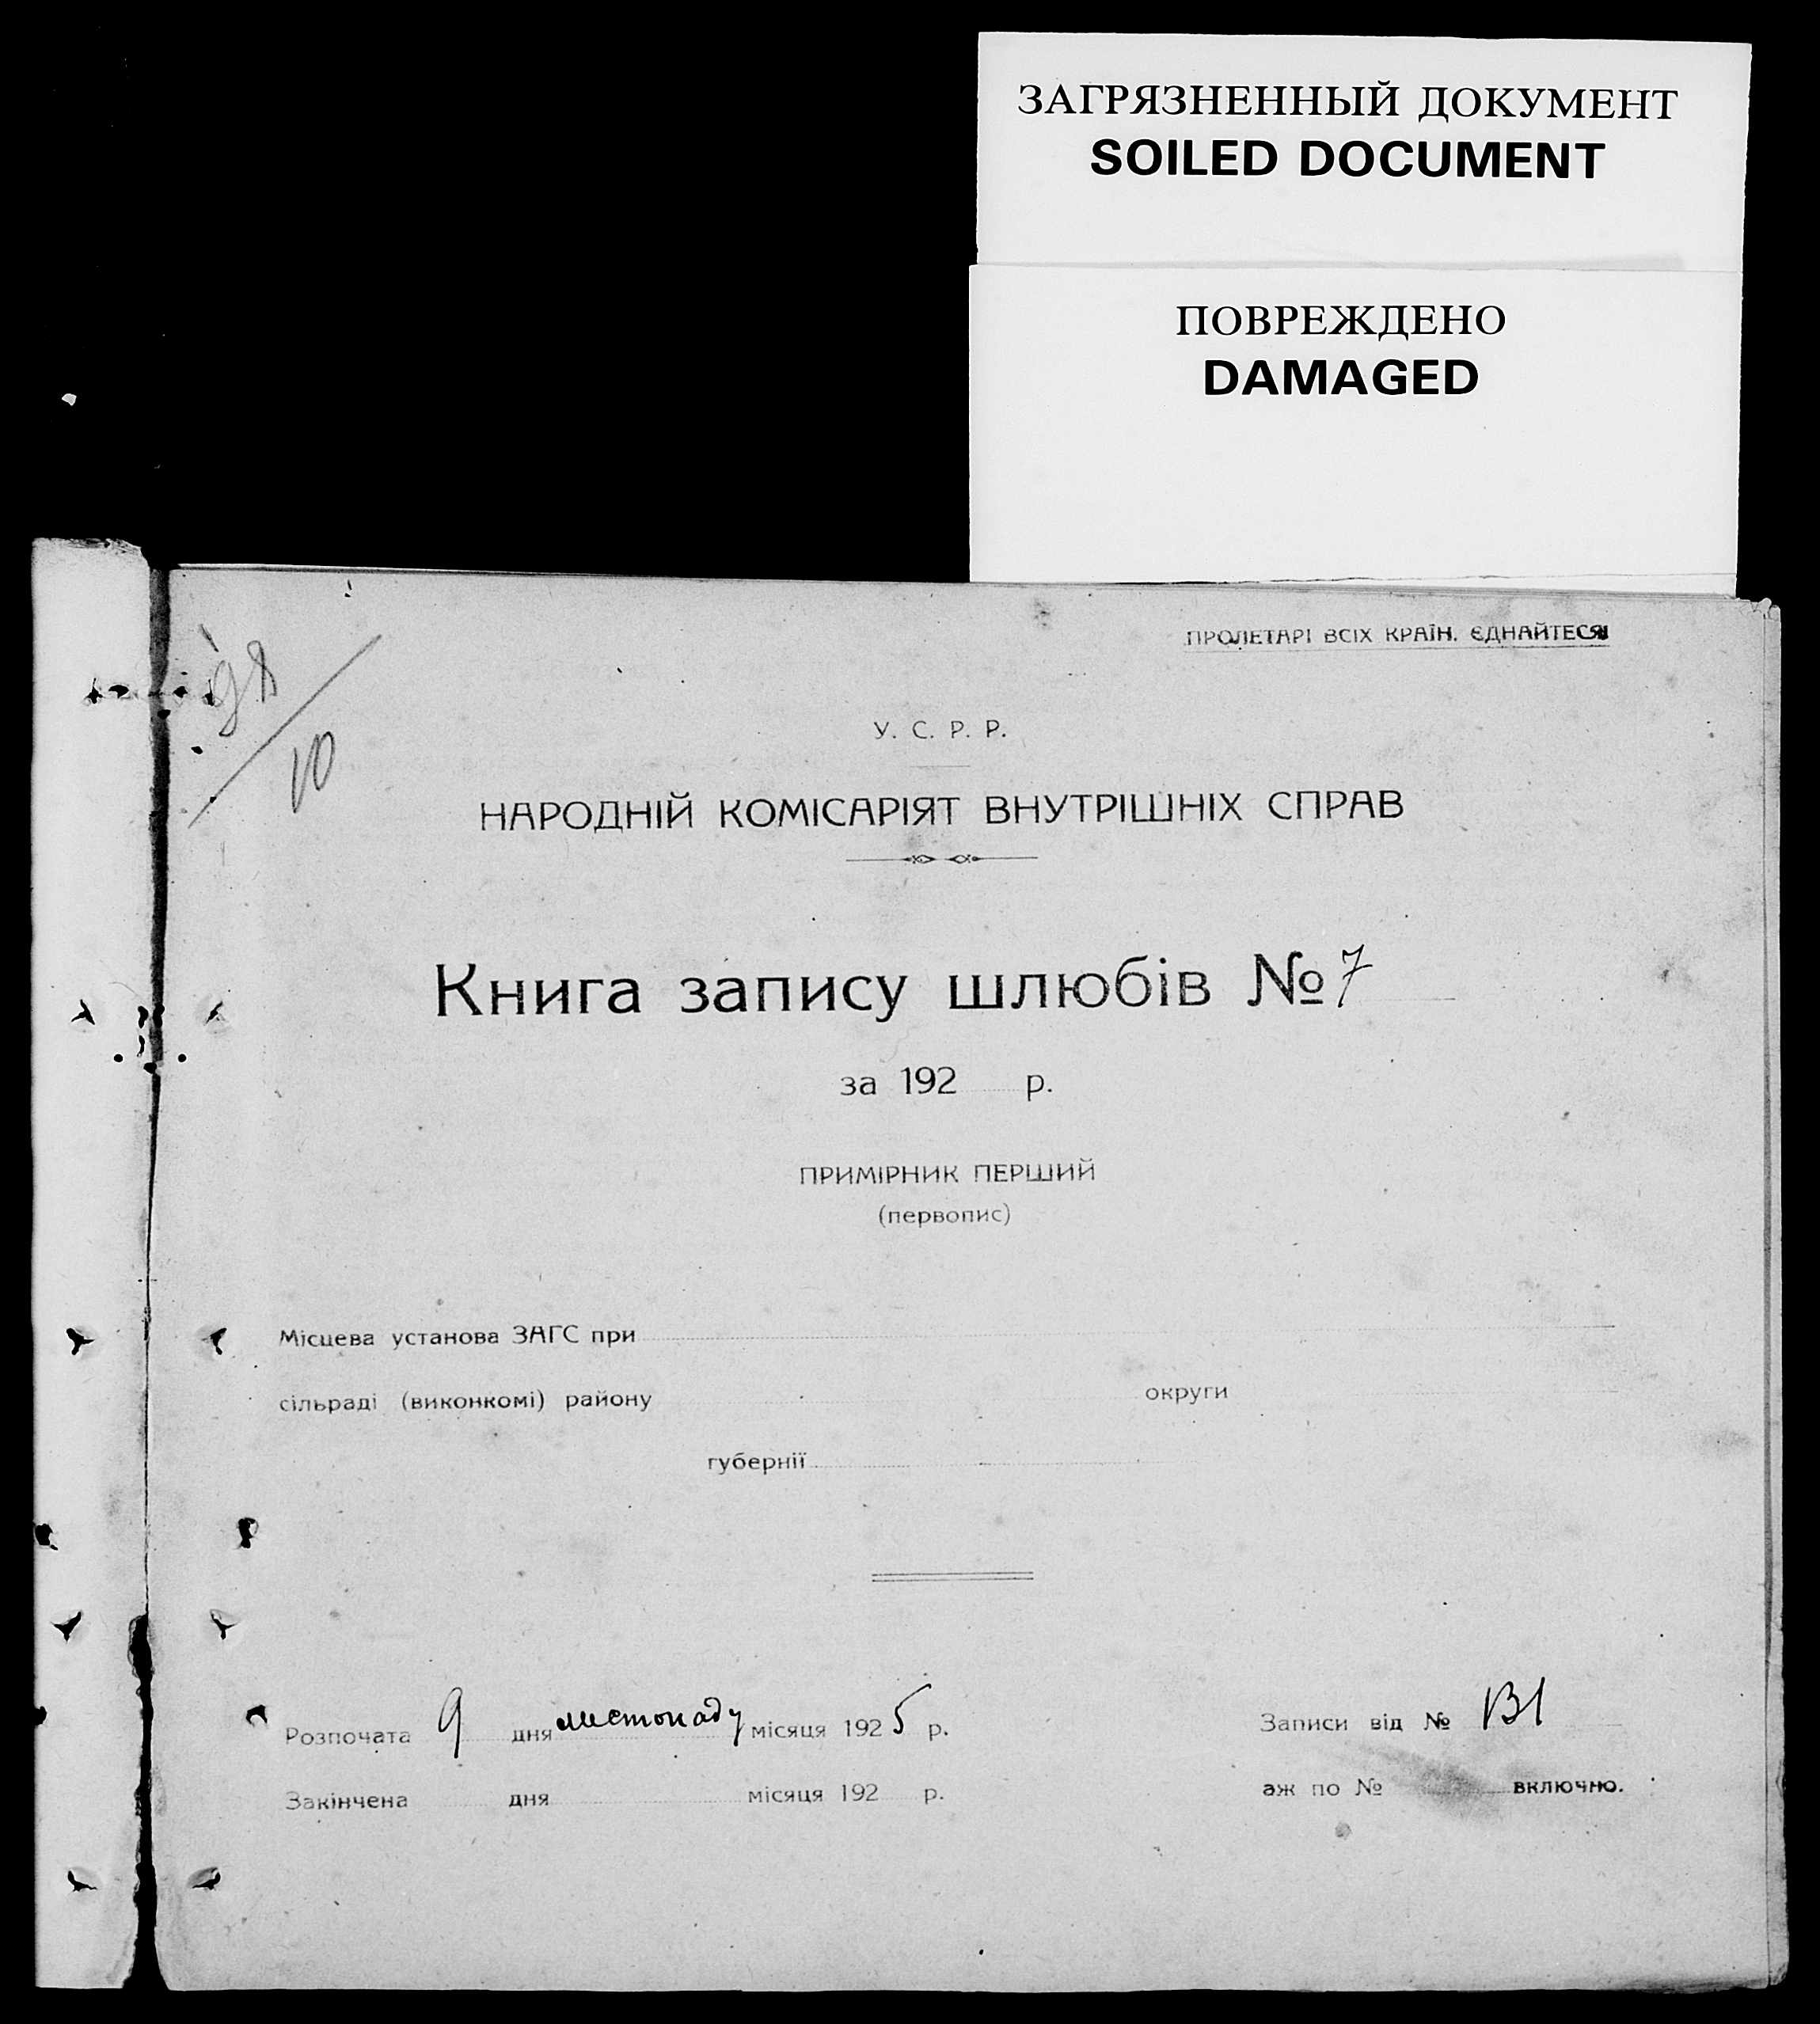 ЗАГРЯЗНЕННЫЙ ДОКУМЕНТ
SOILED DOCUMENT
ПОВРЕЖДЕНО
DAMAGED
ПРОЛЕТАРІ ВСІХ КРАЇН, ЄДНАЙТЕСЯ!
10
У. С. Р. Р.
НАРОДНІЙ КОМІСАРІЯТ ВНУТРІШНІХ СПРАВ
Книга запису шлюбів № 7
за 192 р.
ПРИМІРНИК ПЕРШИЙ
(первопис)
Місцева установа ЗАГС при
сільраді (виконкомі) району округи
губернії
Розпочата 9 дня листопаду місяця 1925 р. Записи від № 131
Закінчена дня місяця 192 р. аж по № включно.